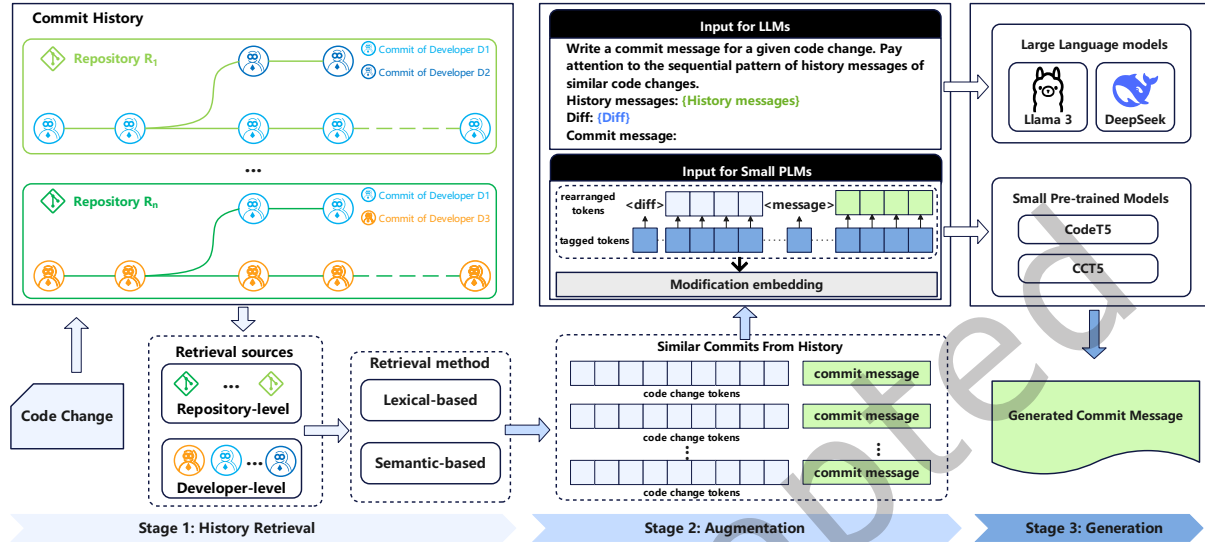 Commit History
Repository R1
Commit of Developer D1
Commit of Developer D2
...
Repository Rn
Commit of Developer D1
Commit of Developer D3
Code Change
Retrieval sources
...
Repository-level
...
Developer-level
Retrieval method
Lexical-based
Semantic-based
Stage 1: History Retrieval
Input for LLMs
Write a commit message for a given code change. Pay
attention to the sequential pattern of history messages of
similar code changes.
History messages: {History messages}
Diff: {Diff}
Commit message:
Input for Small PLMs
rearranged
tokens
<diff>
<message>
tagged tokens
Modification embedding
Similar Commits From History
commit message
code change tokens
commit message
code change tokens
commit message
code change tokens
Stage 2: Augmentation
Large Language models
Llama 3
DeepSeek
Small Pre-trained Models
CodeT5
CCT5
Generated Commit Message
Stage 3: Generation